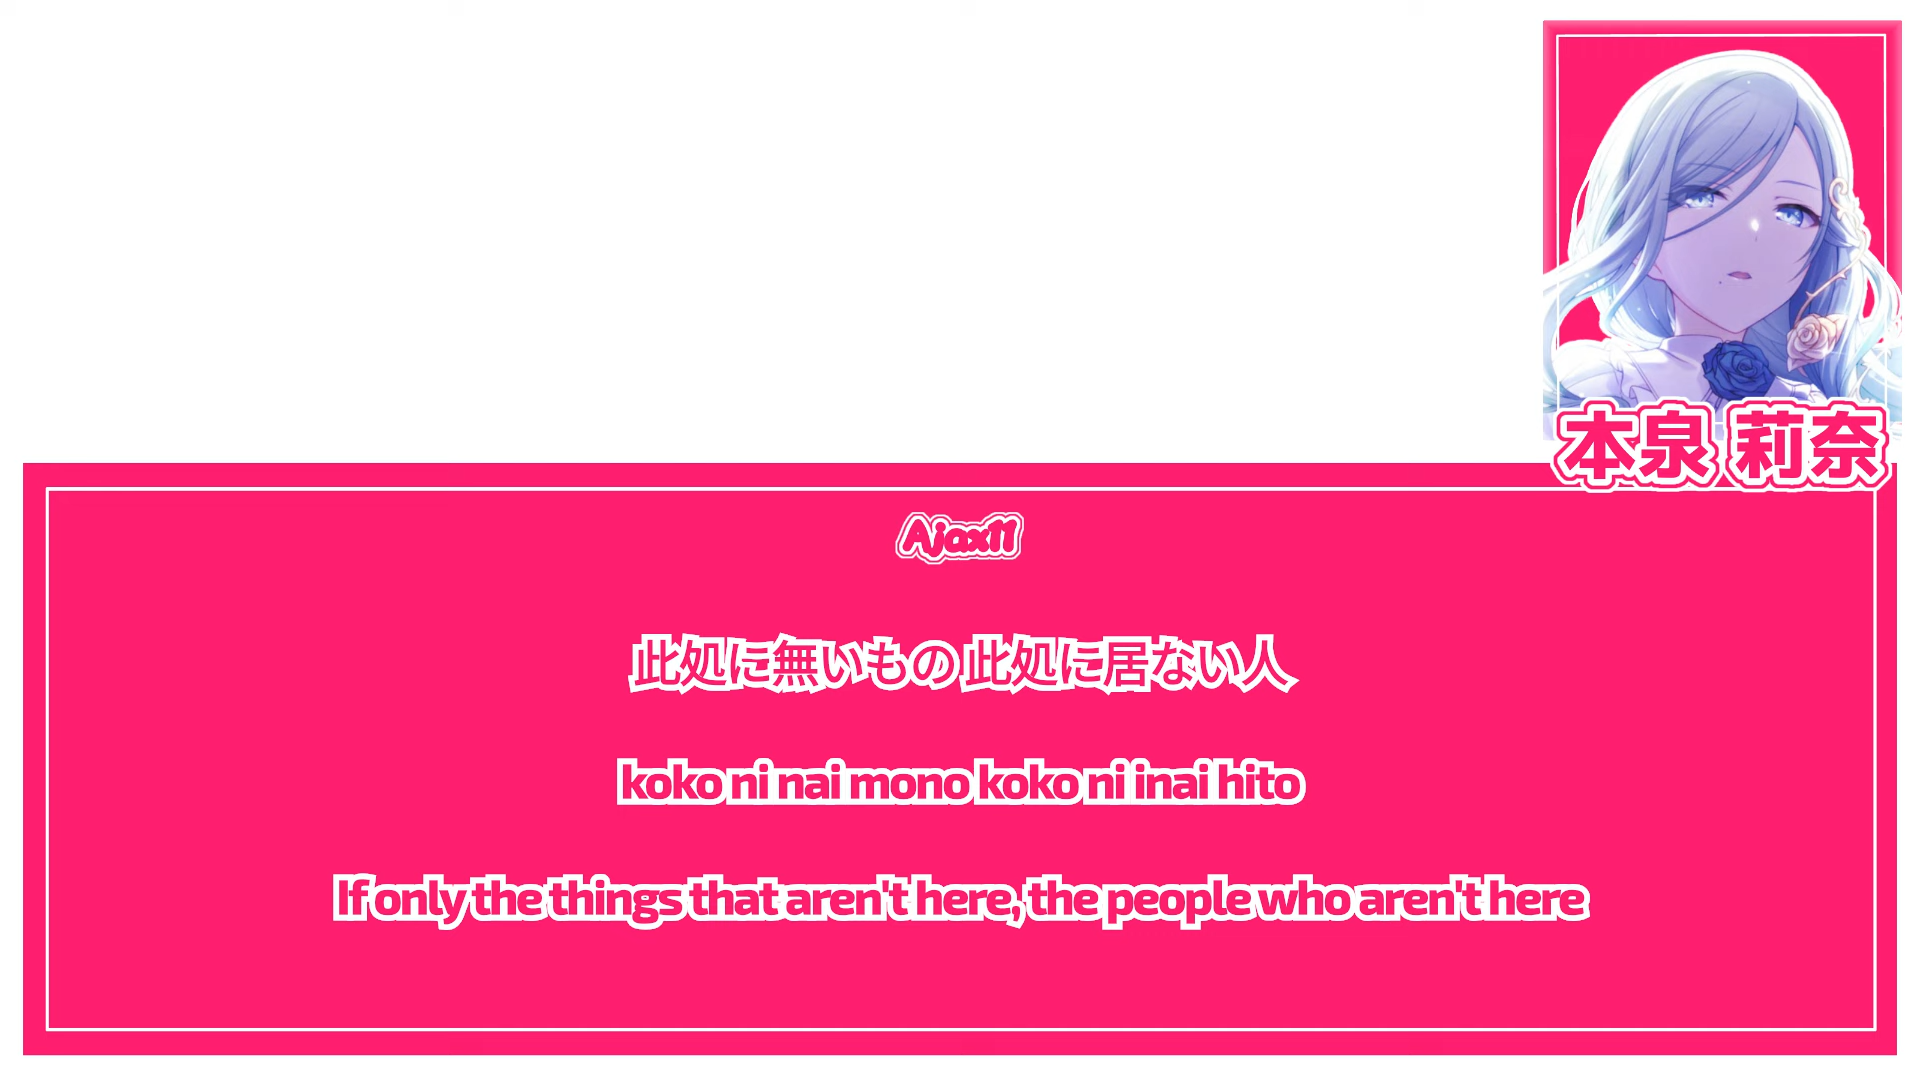 本泉 莉奈
Ajax11
此処に無いもの 此処に居ない人
koko ni nai mono koko ni inai hito
If only the things that aren't here, the people who aren't here